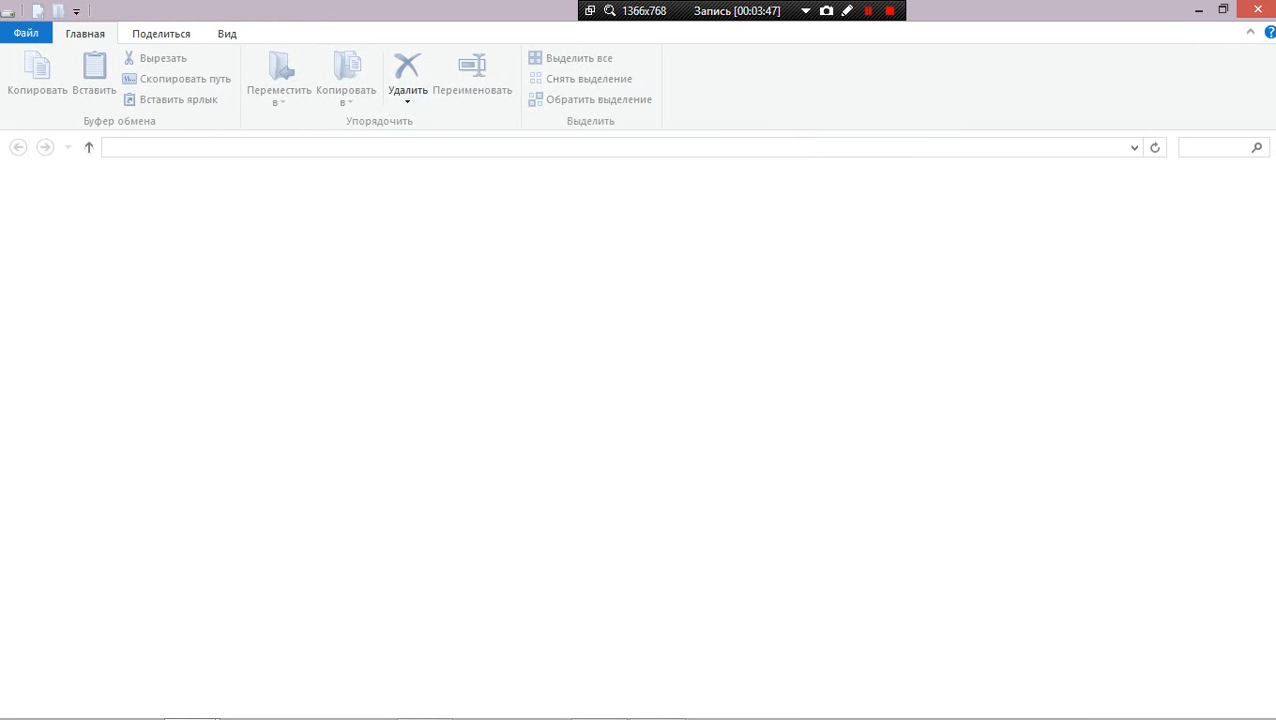 1366x768 Запись [00:03:47]
Файл Главная Поделиться Вид
Копировать
Вставить
Вырезать
Скопировать путь
Вставить ярлык
Буфер обмена
Переместить в
Копировать в
Удалить
Переименовать
Упорядочить
Выделить все
Снять выделение
Обратить выделение
Выделить